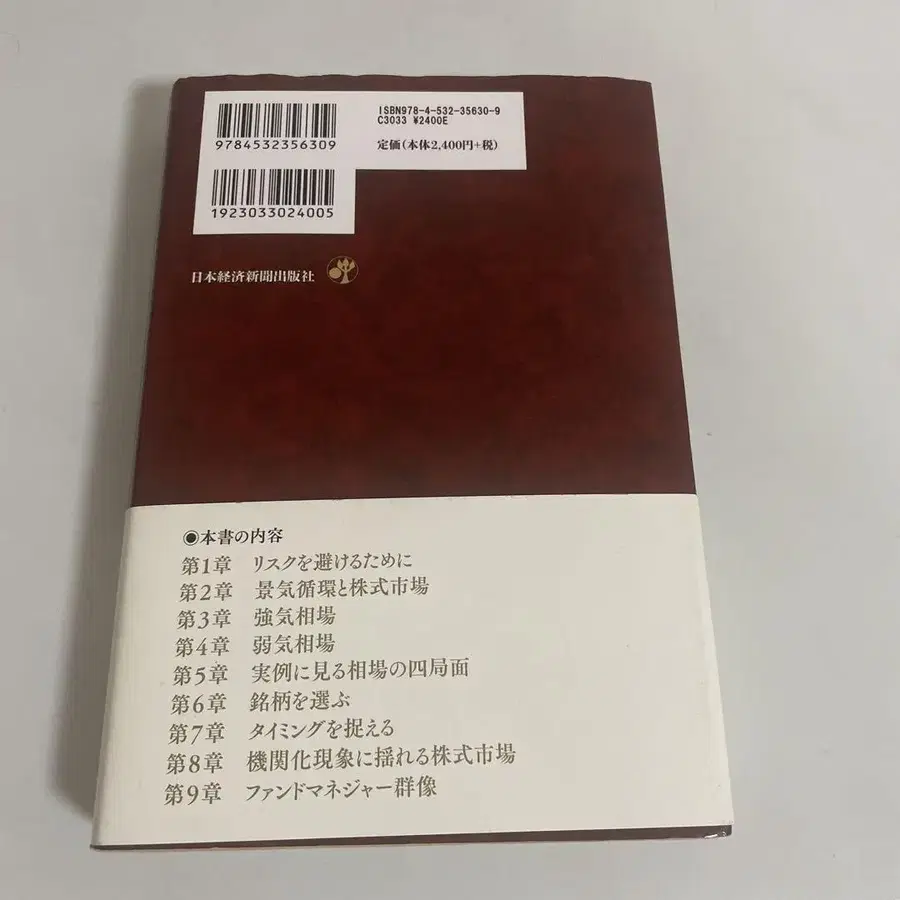 9784532356309
ISBN978-4-532-35630-9
C3033 ¥2400E
定価(本体2,400円+税)
1923033024005
日本経済新聞出版社
◉本書の内容
第1章 リスクを避けるために
第2章 景気循環と株式市場
第3章 強気相場
第4章 弱気相場
第5章 実例に見る相場の四局面
第6章 銘柄を選ぶ
第7章 タイミングを捉える
第8章 機関化現象に揺れる株式市場
第9章 ファンドマネジャー群像